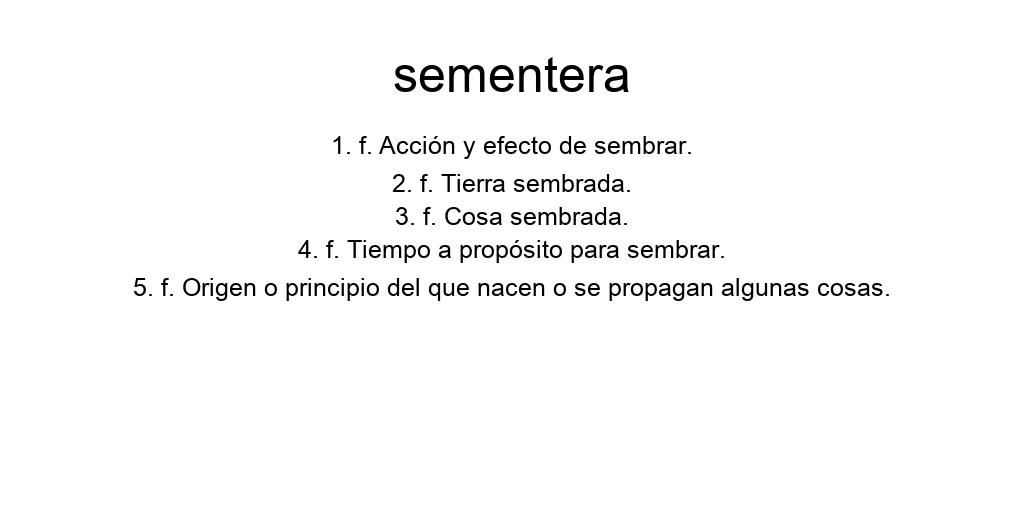 sementera
1. f. Acción y efecto de sembrar.
2. f. Tierra sembrada.
3. f. Cosa sembrada.
4. f. Tiempo a propósito para sembrar.
5. f. Origen o principio del que nacen o se propagan algunas cosas.